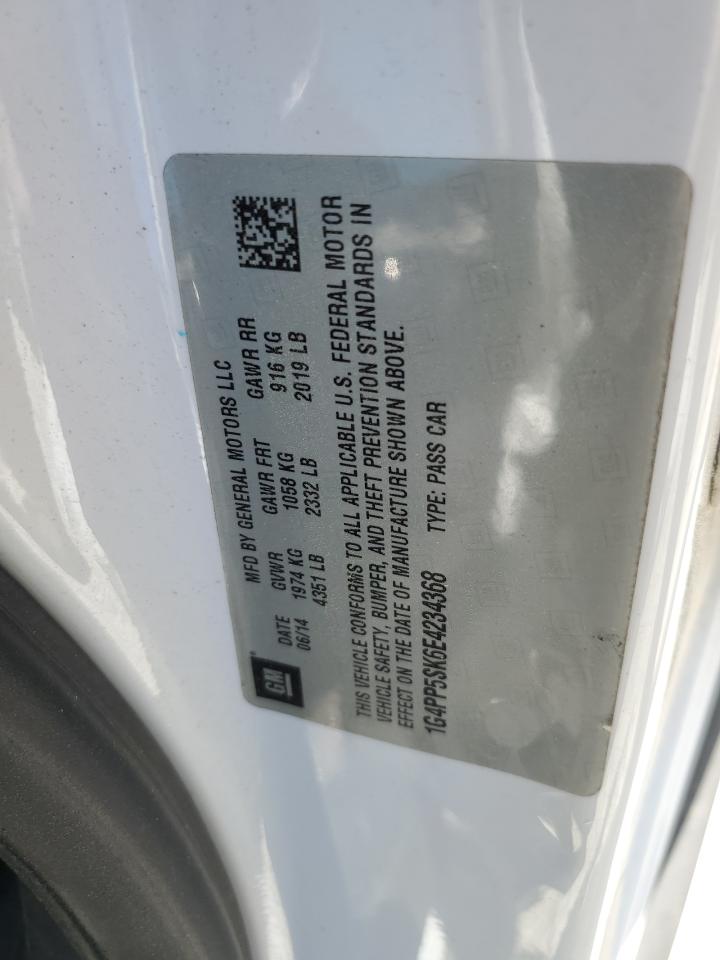 MFD BY GENERAL MOTORS LLC
GM®
DATE GVWR GAWR FRT GAWR RR
06/14 1974 KG 1058 KG 916 KG
4351 LB 2332 LB 2019 LB
THIS VEHICLE CONFORMS TO ALL APPLICABLE U.S. FEDERAL MOTOR
VEHICLE SAFETY, BUMPER, AND THEFT PREVENTION STANDARDS IN
EFFECT ON THE DATE OF MANUFACTURE SHOWN ABOVE.
1G4PP5SK6E4234368 TYPE: PASS CAR